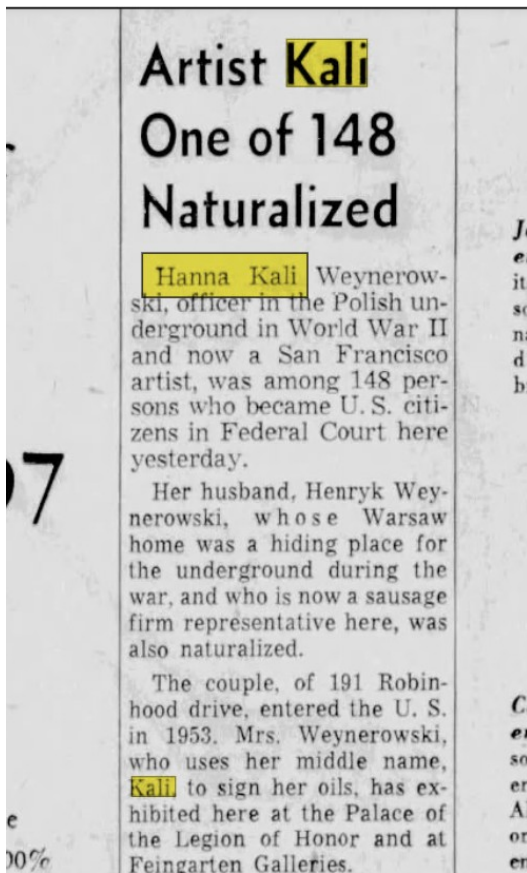 Artist Kali
One of 148
Naturalized
Hanna Kali Weynerow-
ski, officer in the Polish un-
derground in World War II
and now a San Francisco
artist, was among 148 per-
sons who became U. S. citi-
zens in Federal Court here
yesterday.
Her husband, Henryk Wey-
nerowski, whose Warsaw
home was a hiding place for
the underground during the
war, and who is now a sausage
firm representative here, was
also naturalized.
The couple, of 191 Robin-
hood drive, entered the U. S.
in 1953. Mrs. Weynerowski,
who uses her middle name,
Kali, to sign her oils, has ex-
hibited here at the Palace of
the Legion of Honor and at
Feingarten Galleries.